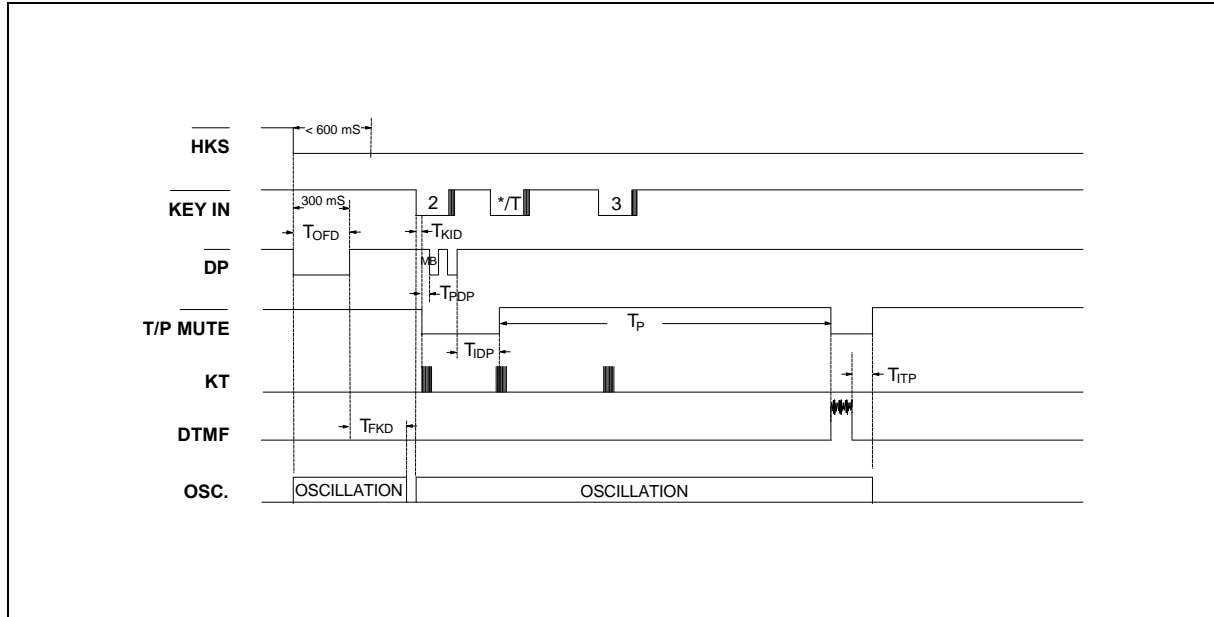 < 600 mS
HKS
KEY IN
2
*/T
3
300 mS
TOFD
TKID
DP
MB
TPDP
T/P MUTE
TP
TIDP
KT
TITP
DTMF
TFKD
OSC.
OSCILLATION
OSCILLATION